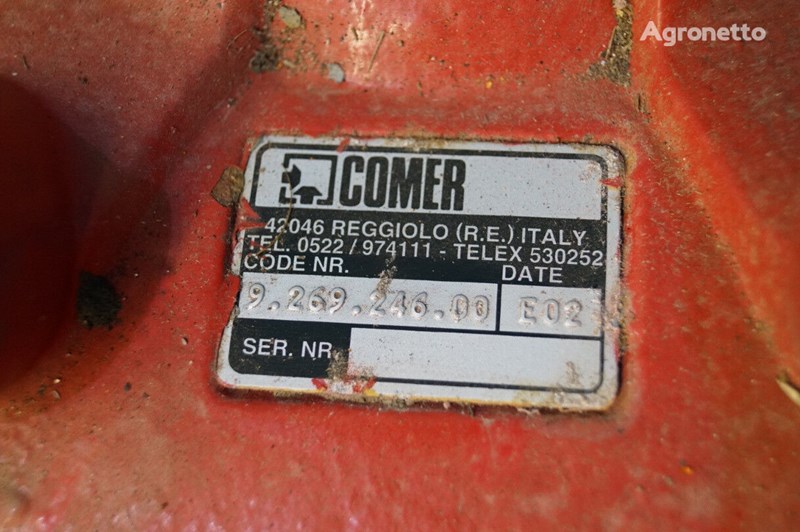 Agronetto
COMER
42046 REGGIOLO (R.E.) ITALY
TEL. 0522 / 974111 - TELEX 530252
CODE NR. DATE
9.269.246.00 E02
SER. NR.